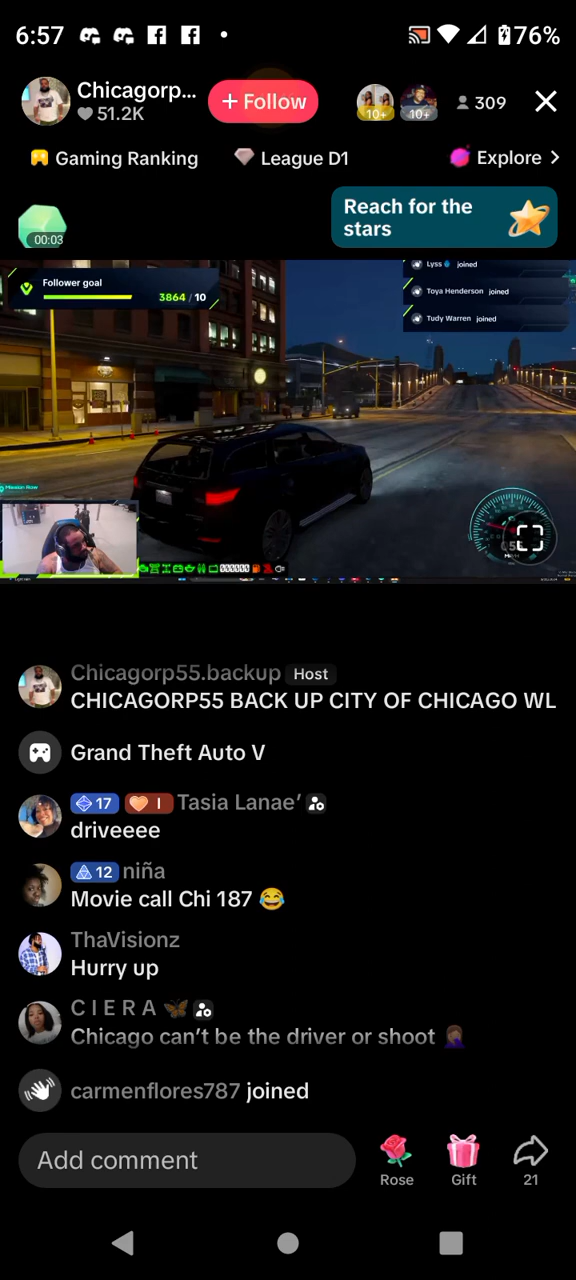 6:57
76%
Chicagorp...
51.2K
+ Follow
10+
10+
309
Gaming Ranking
League D1
Explore
00:03
Reach for the
stars
Follower goal
3864 / 10
Lyss joined
Toya Henderson joined
Tudy Warren joined
Mission Row
Chicagorp55.backup Host
CHICAGORP55 BACK UP CITY OF CHICAGO WL
Grand Theft Auto V
17 I Tasia Lanae’
driveeee
12 niña
Movie call Chi 187 😂
ThaVisionz
Hurry up
C I E R A 🦋
Chicago can’t be the driver or shoot 🤦🏾‍♀️
carmenflores787 joined
Add comment
Rose
Gift
21